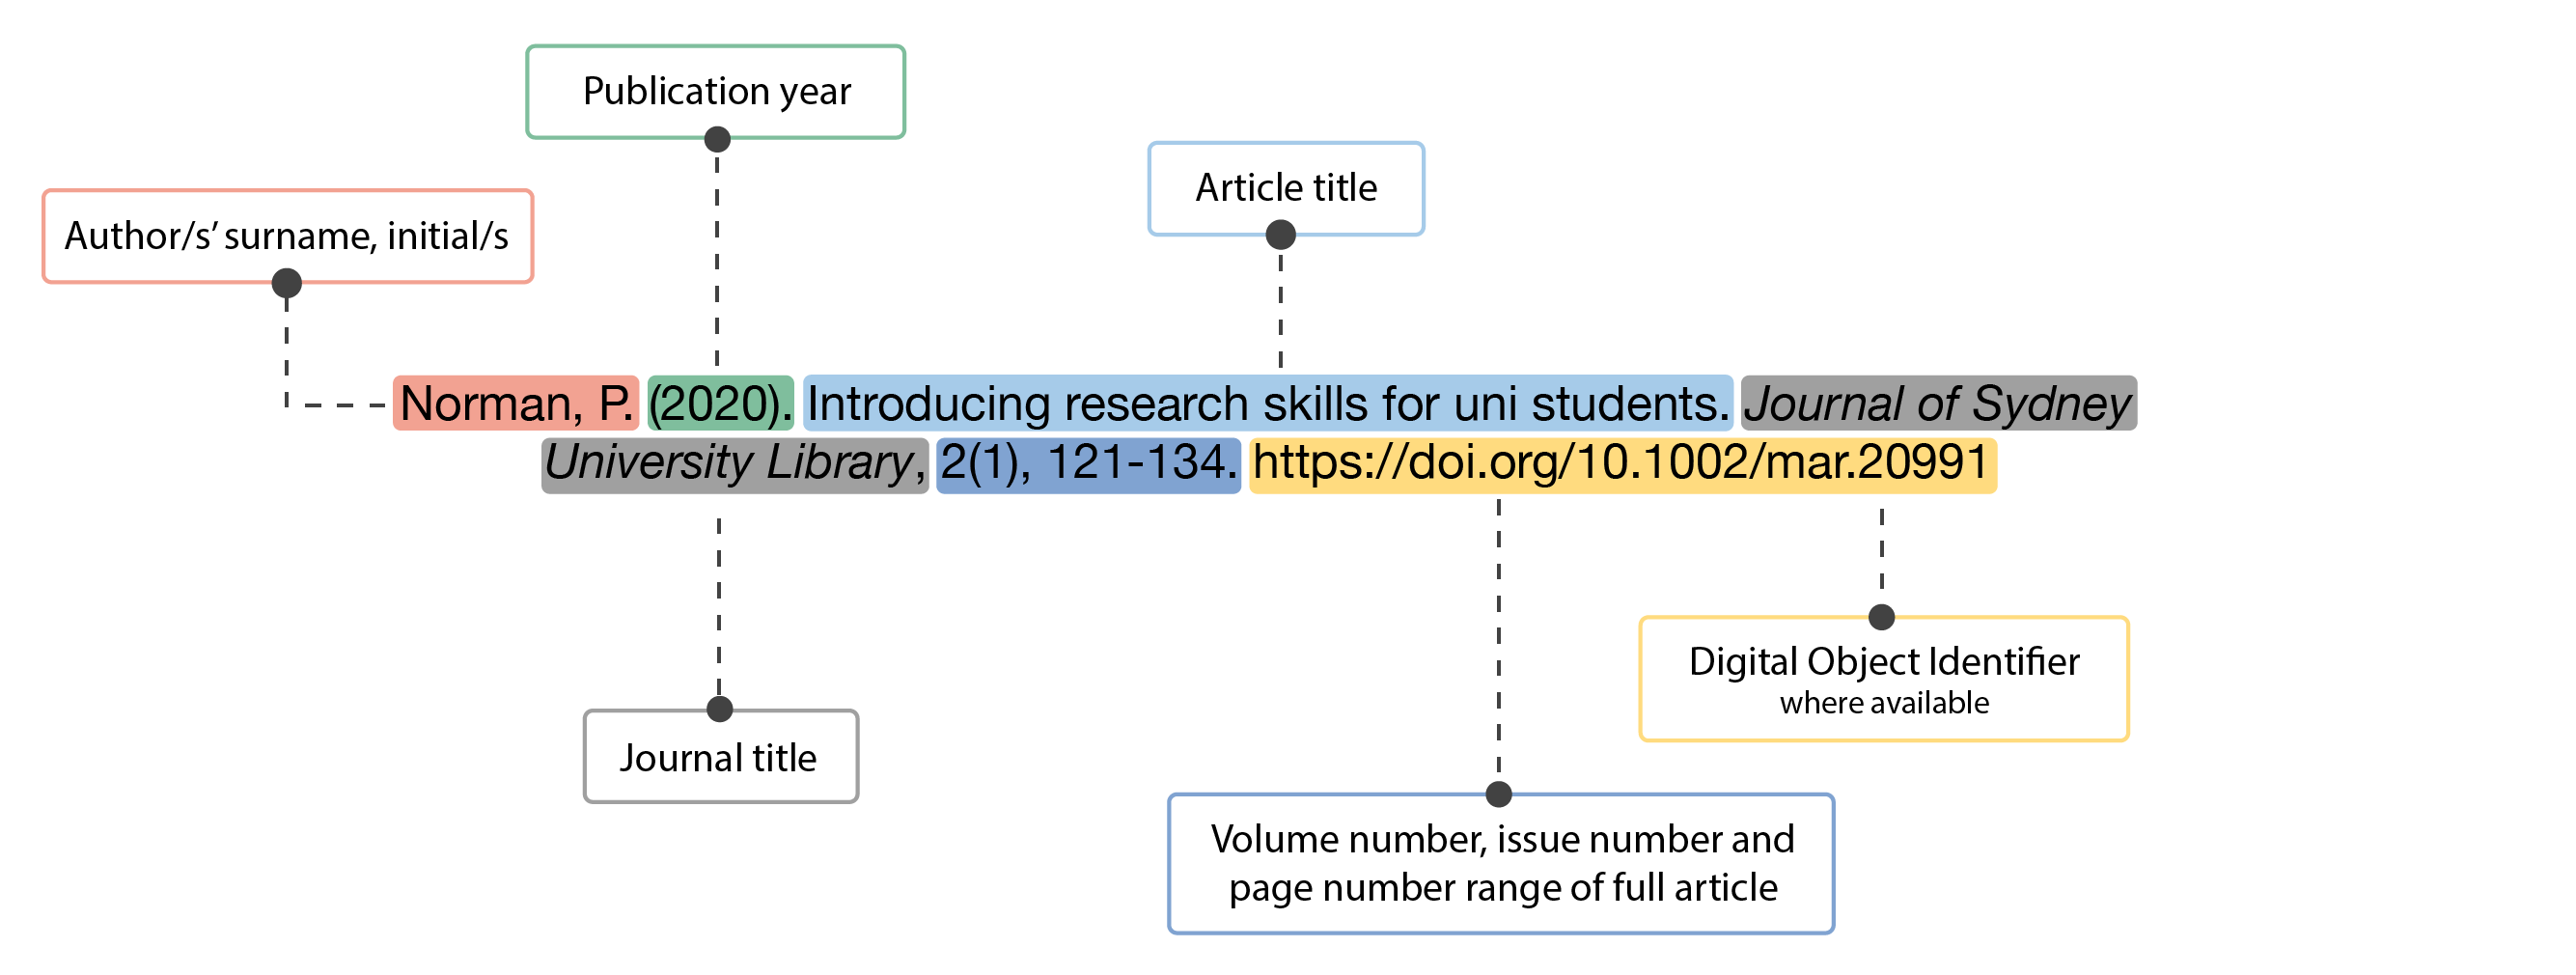 Publication year
Article title
Author/s’ surname, initial/s
Norman, P. (2020). Introducing research skills for uni students. Journal of Sydney
University Library, 2(1), 121-134. https://doi.org/10.1002/mar.20991
Journal title
Digital Object Identifier
where available
Volume number, issue number and
page number range of full article